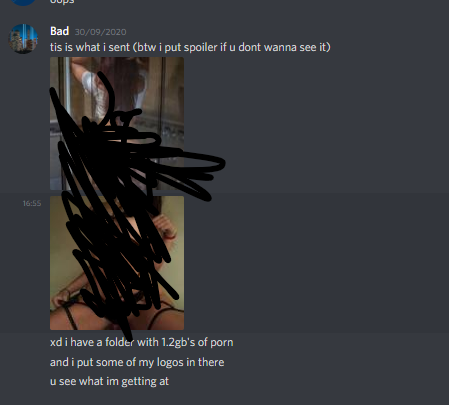 oops
Bad 30/09/2020
tis is what i sent (btw i put spoiler if u dont wanna see it)
16:55
xd i have a folder with 1.2gb's of porn
and i put some of my logos in there
u see what im getting at